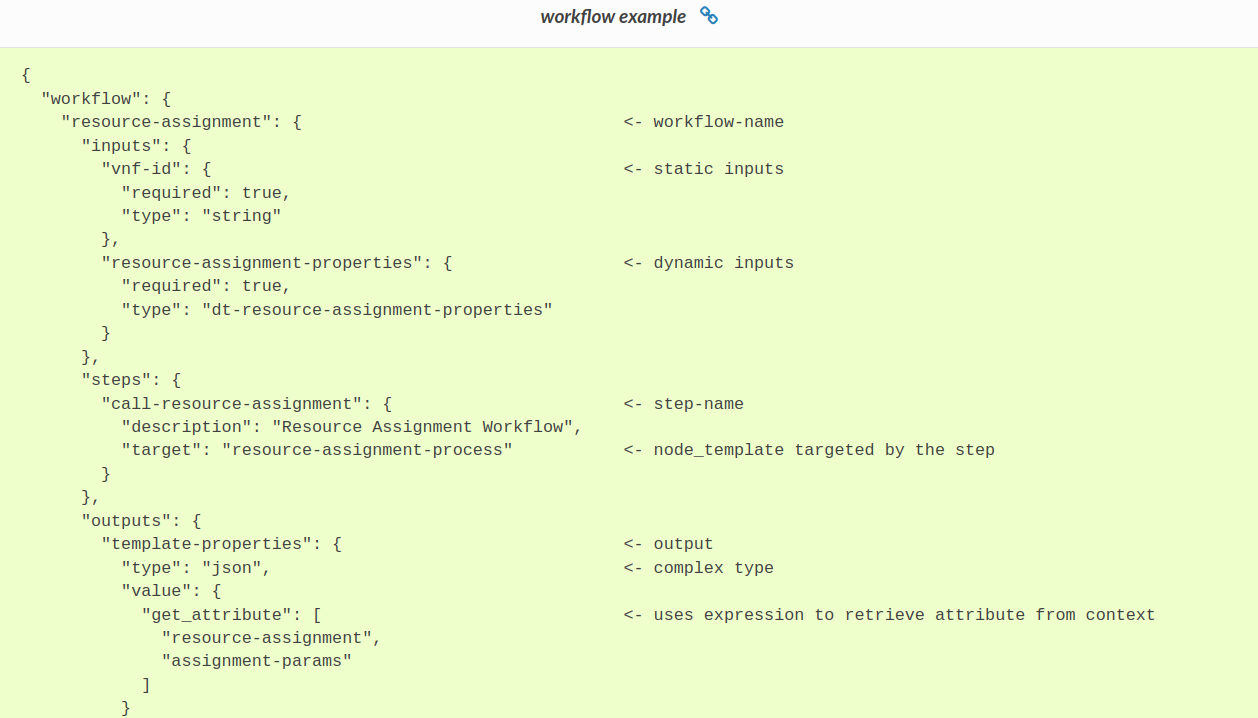 workflow example
{
  "workflow": {
    "resource-assignment": {                                <- workflow-name
      "inputs": {
        "vnf-id": {                                         <- static inputs
          "required": true,
          "type": "string"
        },
        "resource-assignment-properties": {                 <- dynamic inputs
          "required": true,
          "type": "dt-resource-assignment-properties"
        }
      },
      "steps": {
        "call-resource-assignment": {                       <- step-name
          "description": "Resource Assignment Workflow",
          "target": "resource-assignment-process"           <- node_template targeted by the step
        }
      },
      "outputs": {
        "template-properties": {                            <- output
          "type": "json",                                   <- complex type
          "value": {
            "get_attribute": [                              <- uses expression to retrieve attribute from context
              "resource-assignment",
              "assignment-params"
            ]
          }